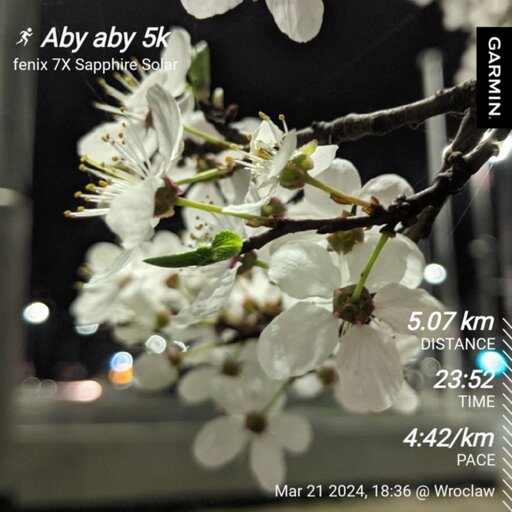 Aby aby 5k
fenix 7X Sapphire Solar
GARMIN.
5.07 km
DISTANCE
23:52
TIME
4:42/km
PACE
Mar 21 2024, 18:36 @ Wroclaw